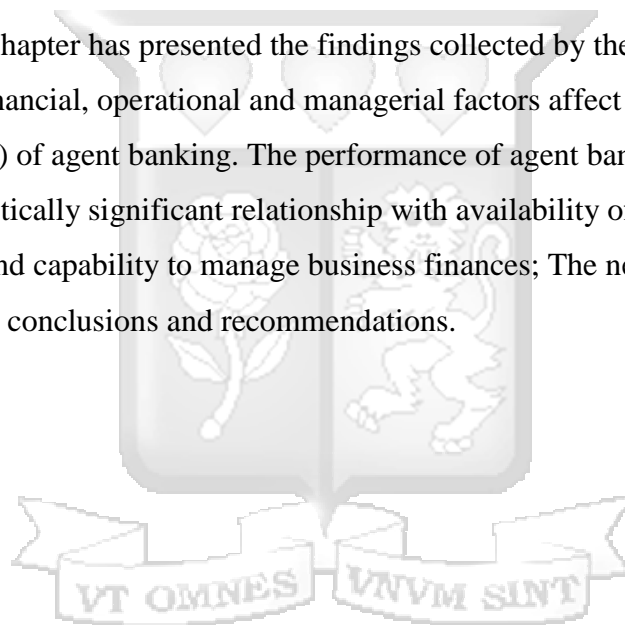 hapter has presented the findings collected by the
nancial, operational and managerial factors affect
) of agent banking. The performance of agent ban
tically significant relationship with availability of
nd capability to manage business finances; The ne
conclusions and recommendations.
VT OMNES VNVM SINT